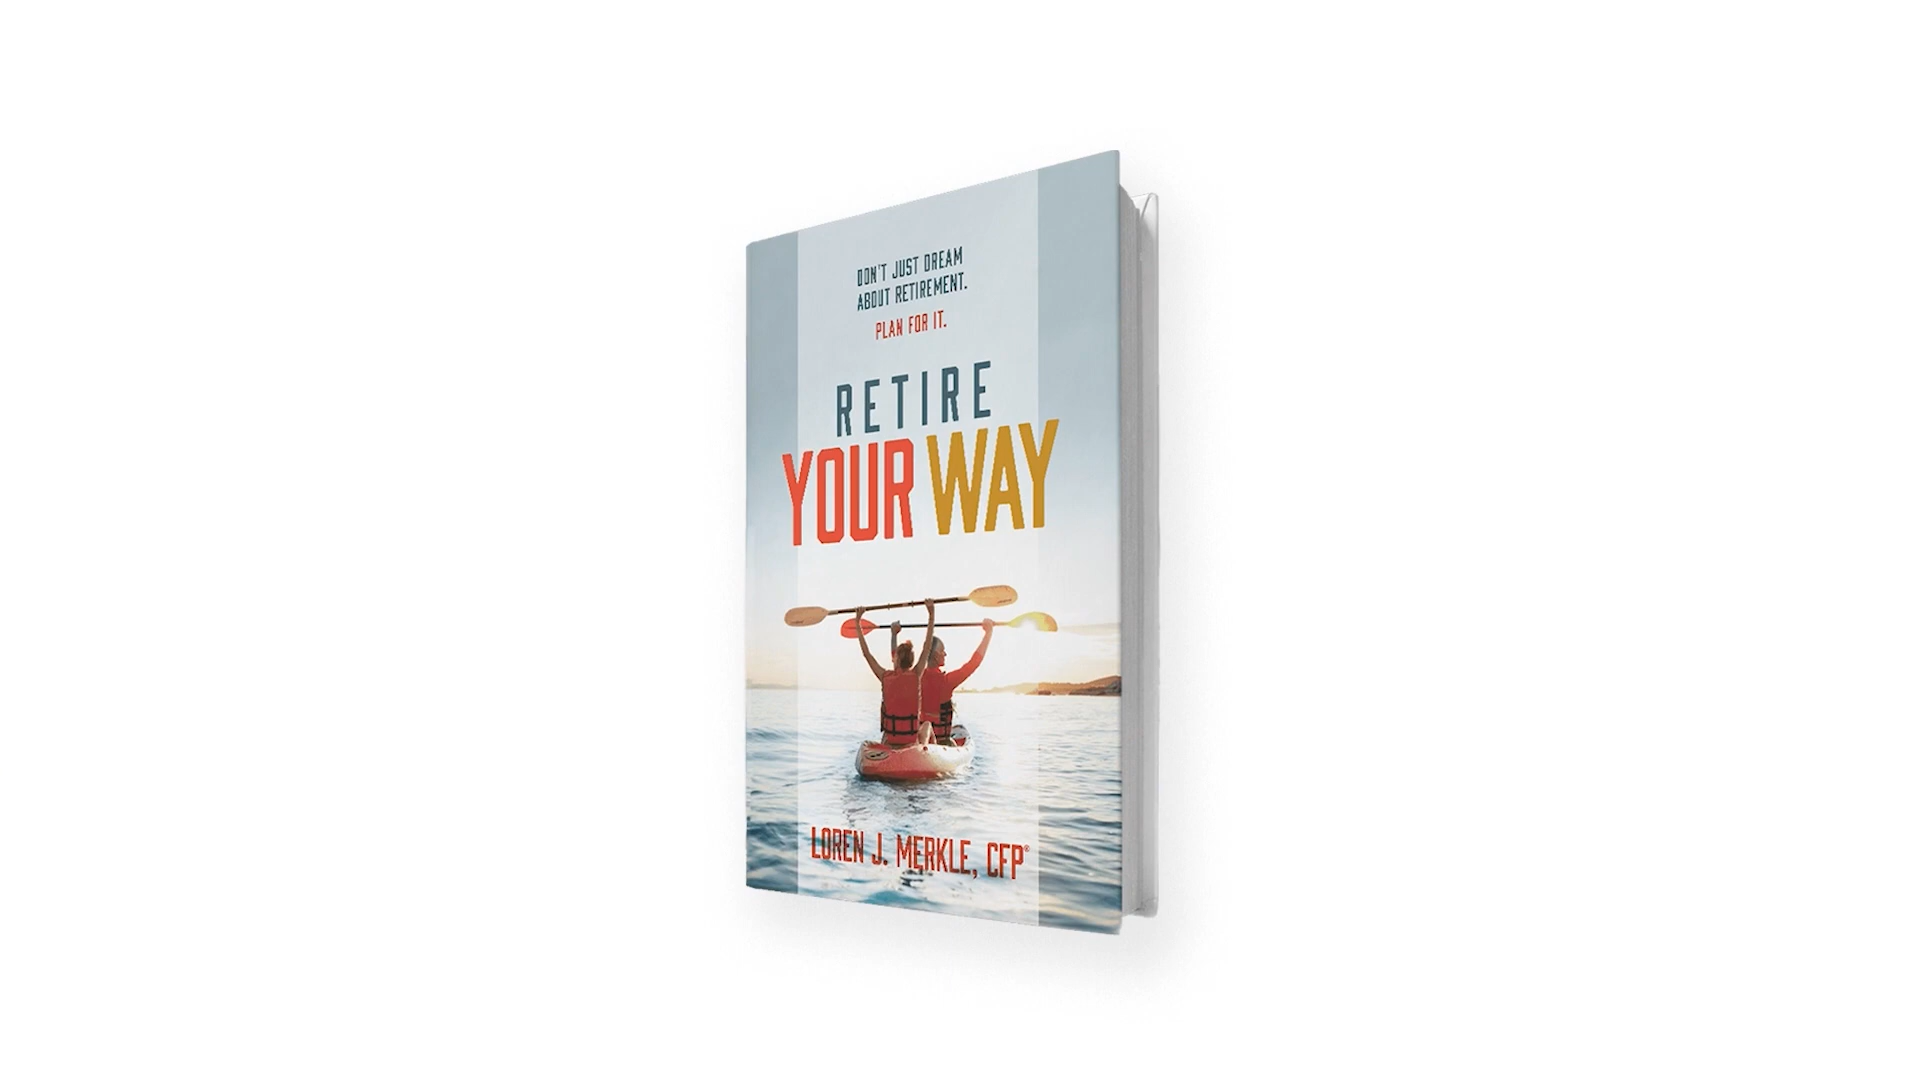 DON'T JUST DREAM
ABOUT RETIREMENT.
PLAN FOR IT.
RETIRE
YOUR WAY
LOREN J. MERKLE, CFP®